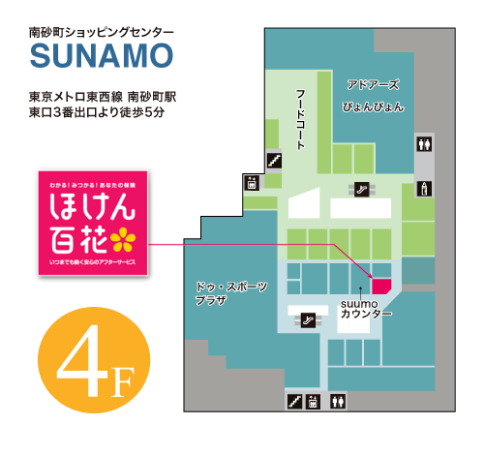 南砂町ショッピングセンター
SUNAMO
東京メトロ東西線 南砂町駅
東口3番出口より徒歩5分
わかる!みつかる!あなたの保険
ほけん
百花
いつまでも続く安心のアフターサービス
4F
フードコート
アドアーズ
ぴょんぴょん
ドゥ・スポーツ
プラザ
suumo
カウンター